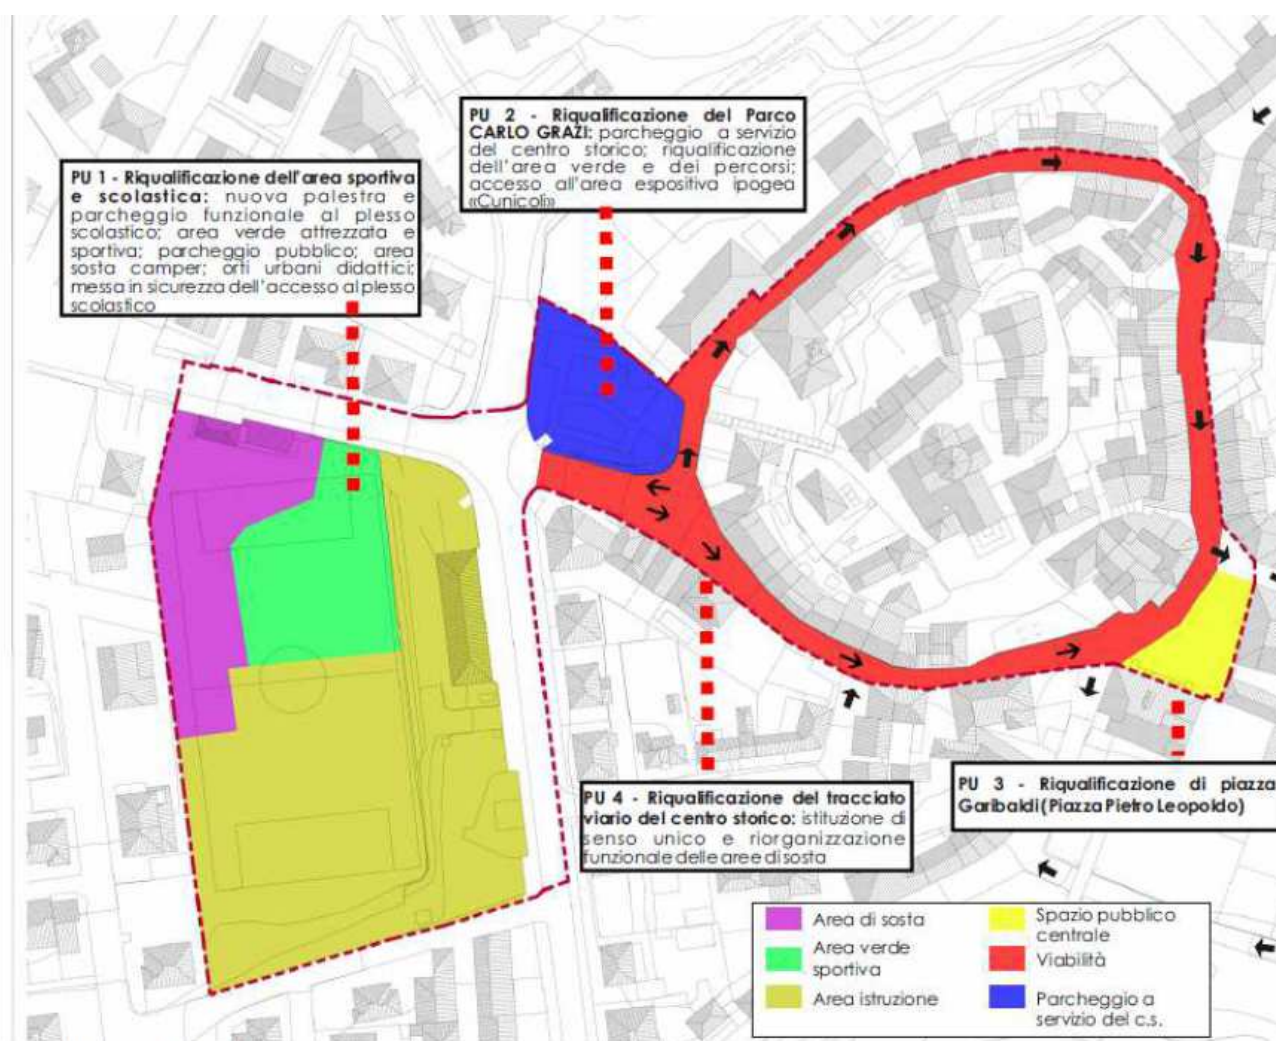 PU 2 - Riqualificazione del Parco
CARLO GRAZI: parcheggio a servizio
del centro storico; riqualificazione
dell'area verde e dei percorsi;
accesso all'area espositiva ipogea
«Cunicoli»
PU 1 - Riqualificazione dell'area sportiva
e scolastica: nuova palestra e
parcheggio funzionale al plesso
scolastico; area verde attrezzata e
sportiva; parcheggio pubblico; area
sosta camper; orti urbani didattici;
messa in sicurezza dell'accesso al plesso
scolastico
PU 4 - Riqualificazione del tracciato
viario del centro storico: istituzione di
senso unico e riorganizzazione
funzionale delle aree di sosta
PU 3 - Riqualificazione di piazza
Garibaldi (Piazza Pietro Leopoldo)
Area di sosta
Area verde
sportiva
Area istruzione
Spazio pubblico
centrale
Viabilità
Parcheggio a
servizio del c.s.